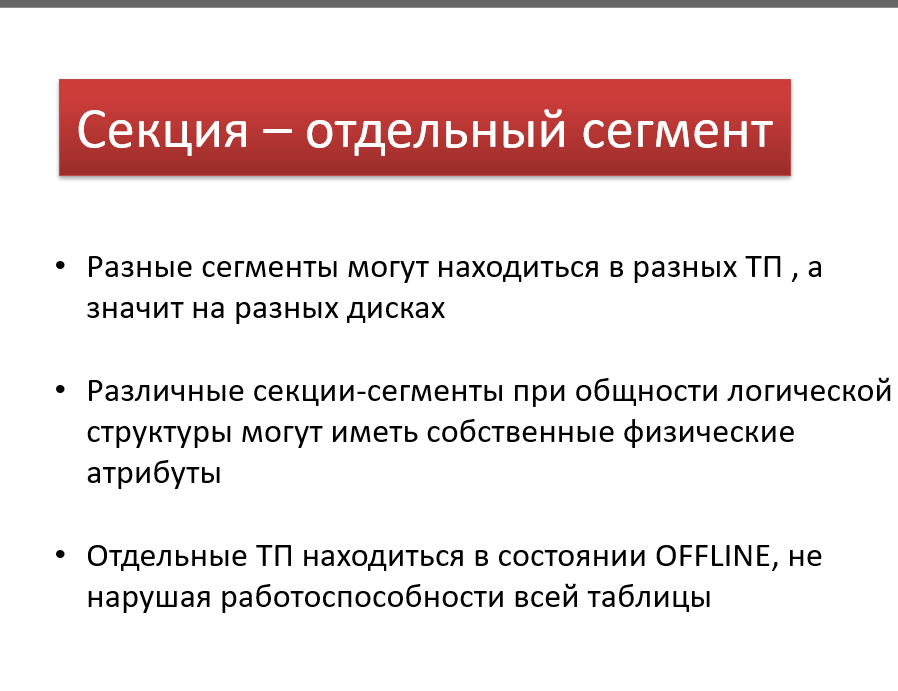 Секция – отдельный сегмент
• Разные сегменты могут находиться в разных ТП , а
значит на разных дисках
• Различные секции-сегменты при общности логической
структуры могут иметь собственные физические
атрибуты
• Отдельные ТП находиться в состоянии OFFLINE, не
нарушая работоспособности всей таблицы